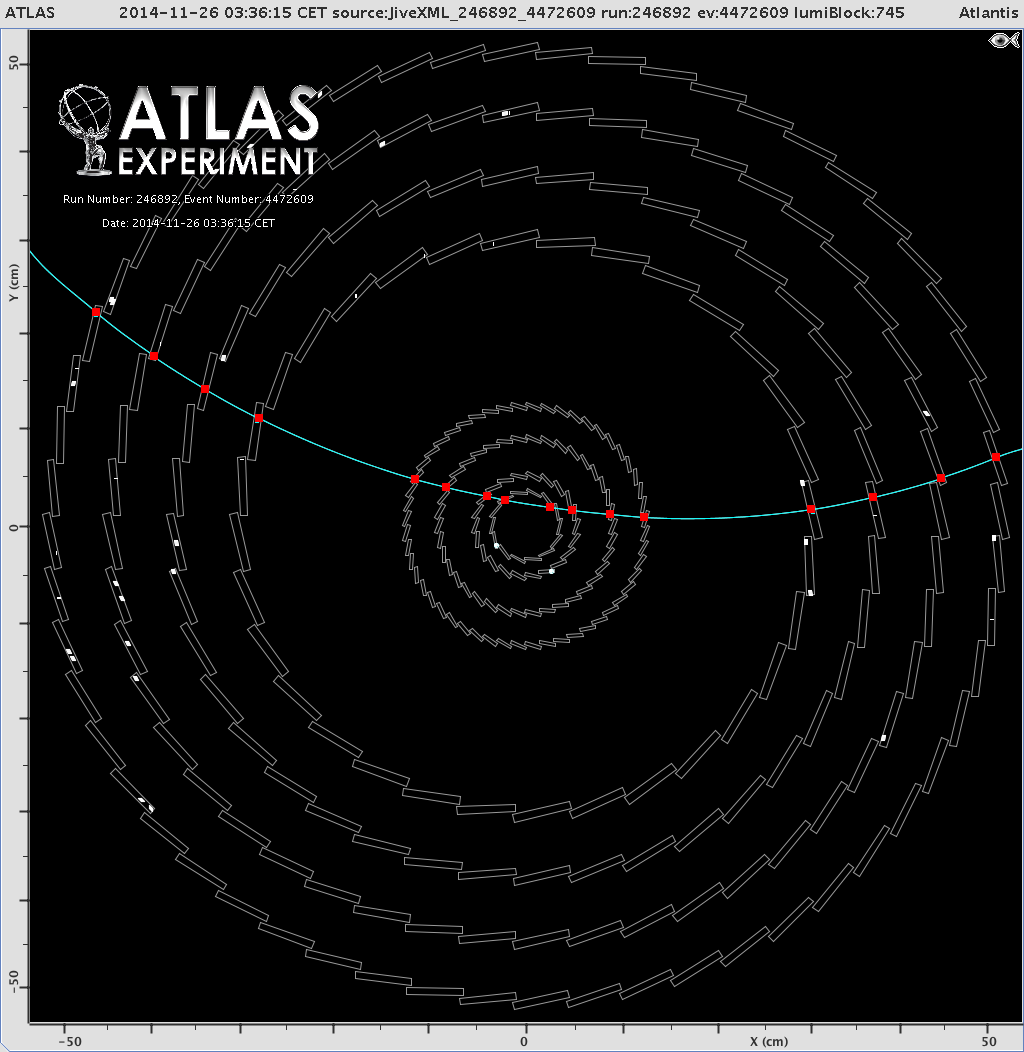 ATLAS 2014-11-26 03:36:15 CET source:JiveXML_246892_4472609 run:246892 ev:4472609 lumiBlock:745 Atlantis
ATLAS
EXPERIMENT
Run Number: 246892, Event Number: 4472609
Date: 2014-11-26 03:36:15 CET
50
Y (cm)
0
-50
-50 0 X (cm) 50